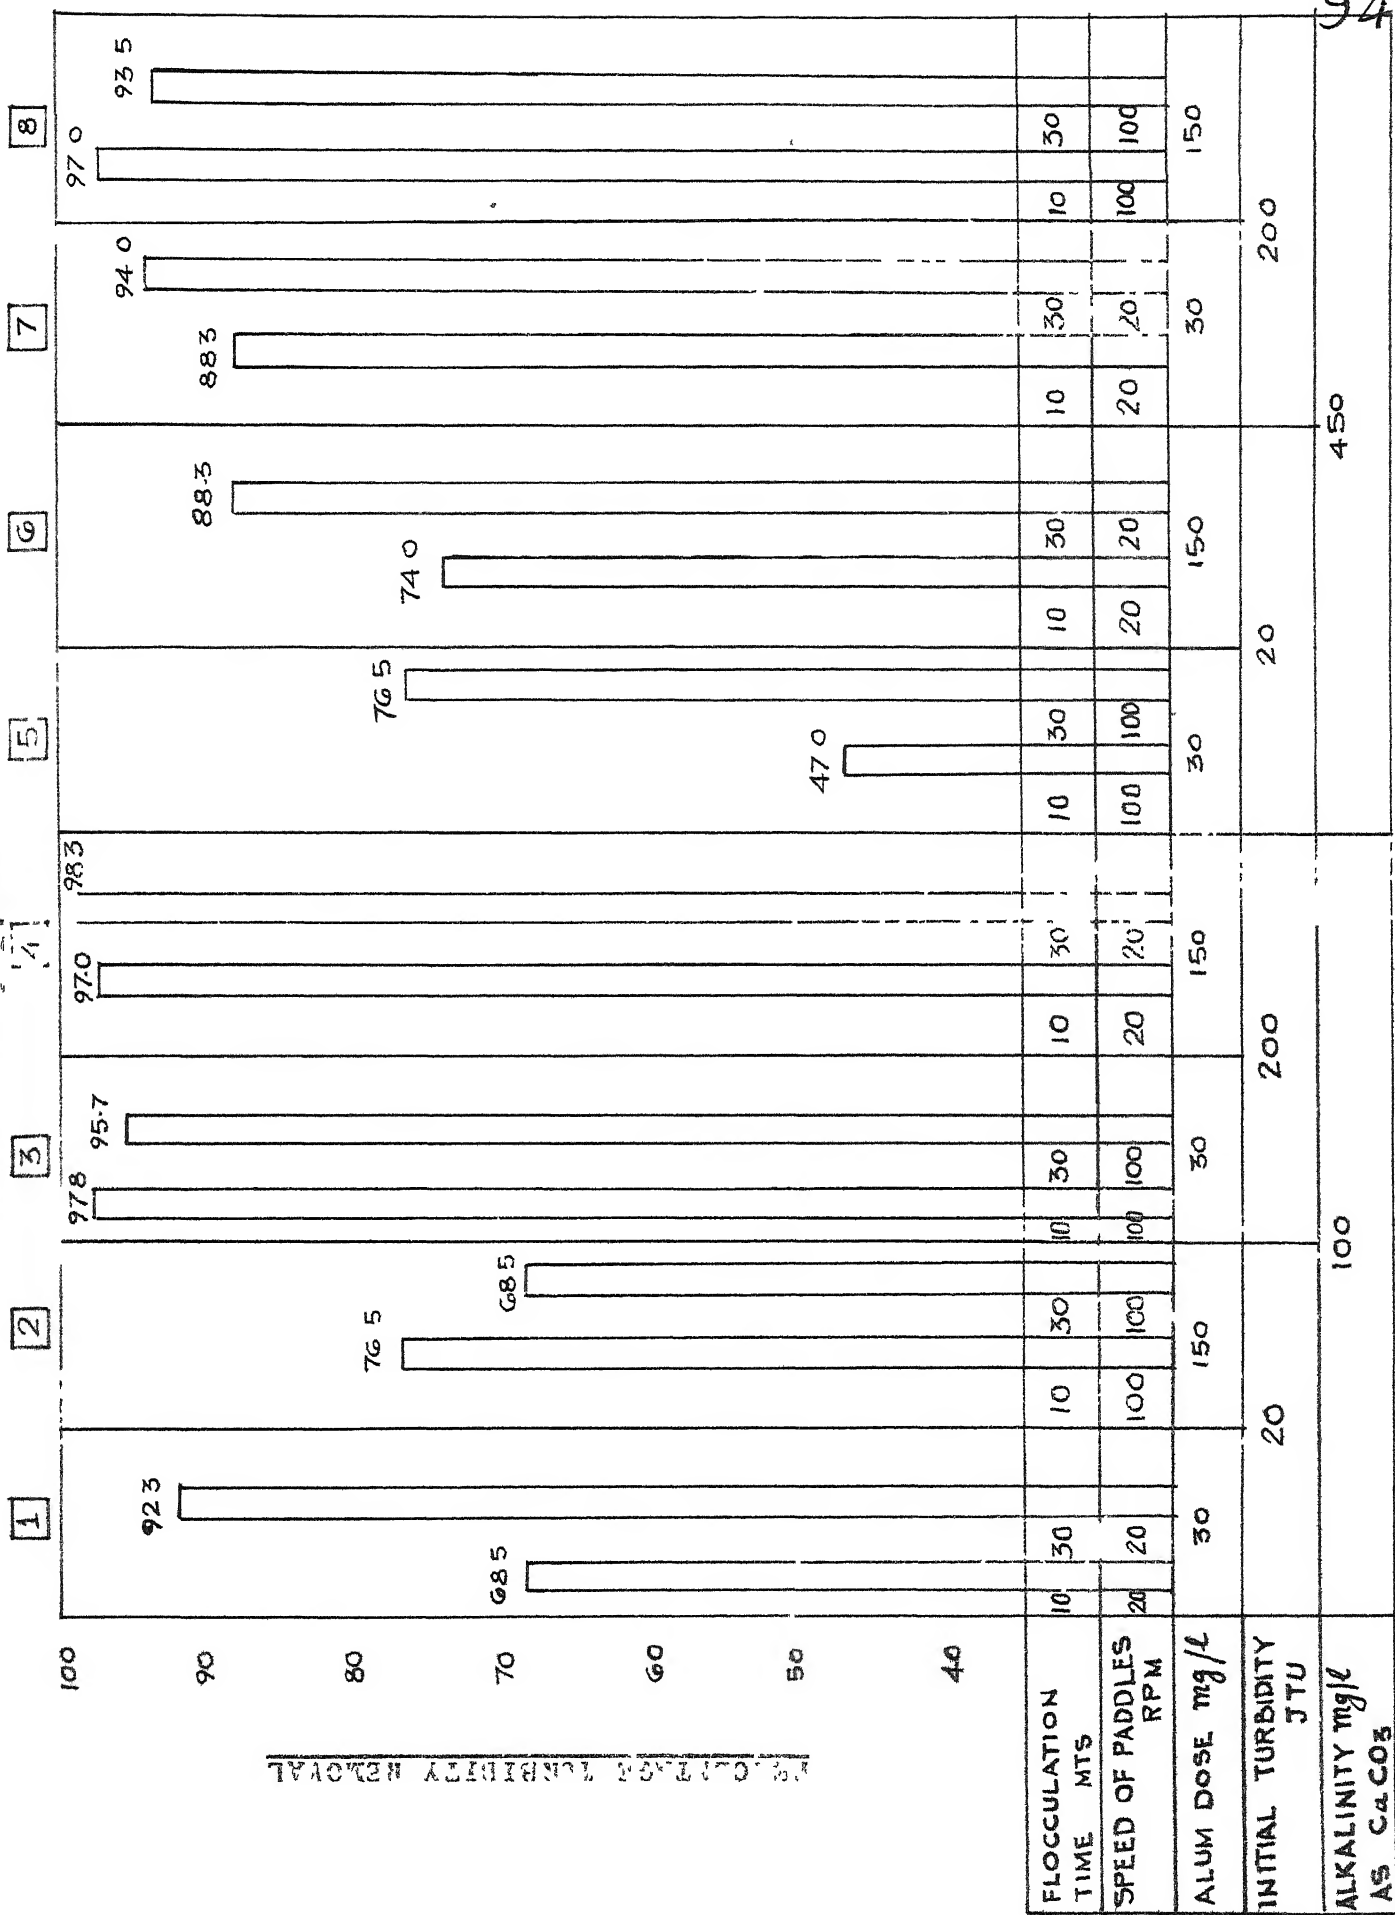 94
1 2 3 4 5 6 7 8
68 5 92 3 76 5 68 5 97 8 95.7 97.0 98 3 47 0 76 5 74 0 88.3 88 3 94 0 97 0 93 5
100
90
80
70
60
50
40
TURBIDITY REMOVAL
FLOCCULATION 10 30 10 30 10 30 10 30 10 30 10 30 10 30 10 30
TIME MTS
SPEED OF PADDLES 20 20 100 100 100 100 20 20 100 100 20 20 20 20 100 100
RPM
ALUM DOSE mg/l 30 150 30 150 30 150 30 150
INITIAL TURBIDITY 20 200 20 200
JTU
ALKALINITY mg/l 100 450
AS CaCO3